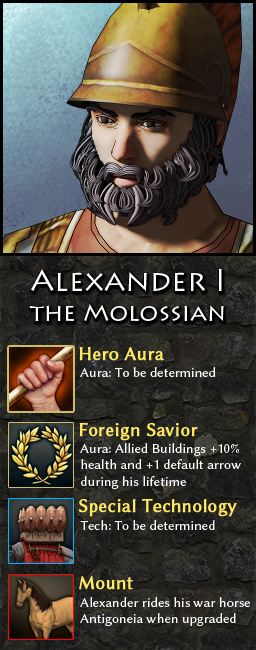 Alexander I
the Molossian
Hero Aura
Aura: To be determined
Foreign Savior
Aura: Allied Buildings +10%
health and +1 default arrow
during his lifetime
Special Technology
Tech: To be determined
Mount
Alexander rides his war horse
Antigoneia when upgraded